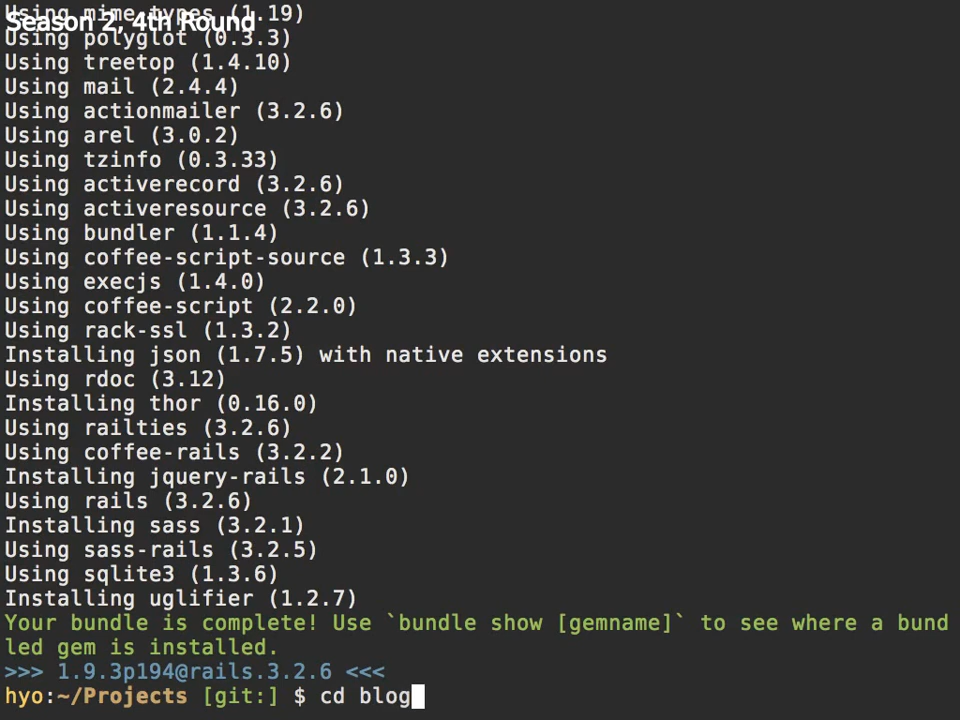 Using mime-types (1.19)
Season 2, 4th Round
Using polyglot (0.3.3)
Using treetop (1.4.10)
Using mail (2.4.4)
Using actionmailer (3.2.6)
Using arel (3.0.2)
Using tzinfo (0.3.33)
Using activerecord (3.2.6)
Using activeresource (3.2.6)
Using bundler (1.1.4)
Using coffee-script-source (1.3.3)
Using execjs (1.4.0)
Using coffee-script (2.2.0)
Using rack-ssl (1.3.2)
Installing json (1.7.5) with native extensions
Using rdoc (3.12)
Installing thor (0.16.0)
Using railties (3.2.6)
Using coffee-rails (3.2.2)
Installing jquery-rails (2.1.0)
Using rails (3.2.6)
Installing sass (3.2.1)
Using sass-rails (3.2.5)
Using sqlite3 (1.3.6)
Installing uglifier (1.2.7)
Your bundle is complete! Use `bundle show [gemname]` to see where a bund
led gem is installed.
>>> 1.9.3p194@rails.3.2.6 <<<
hyo:~/Projects [git:] $ cd blog